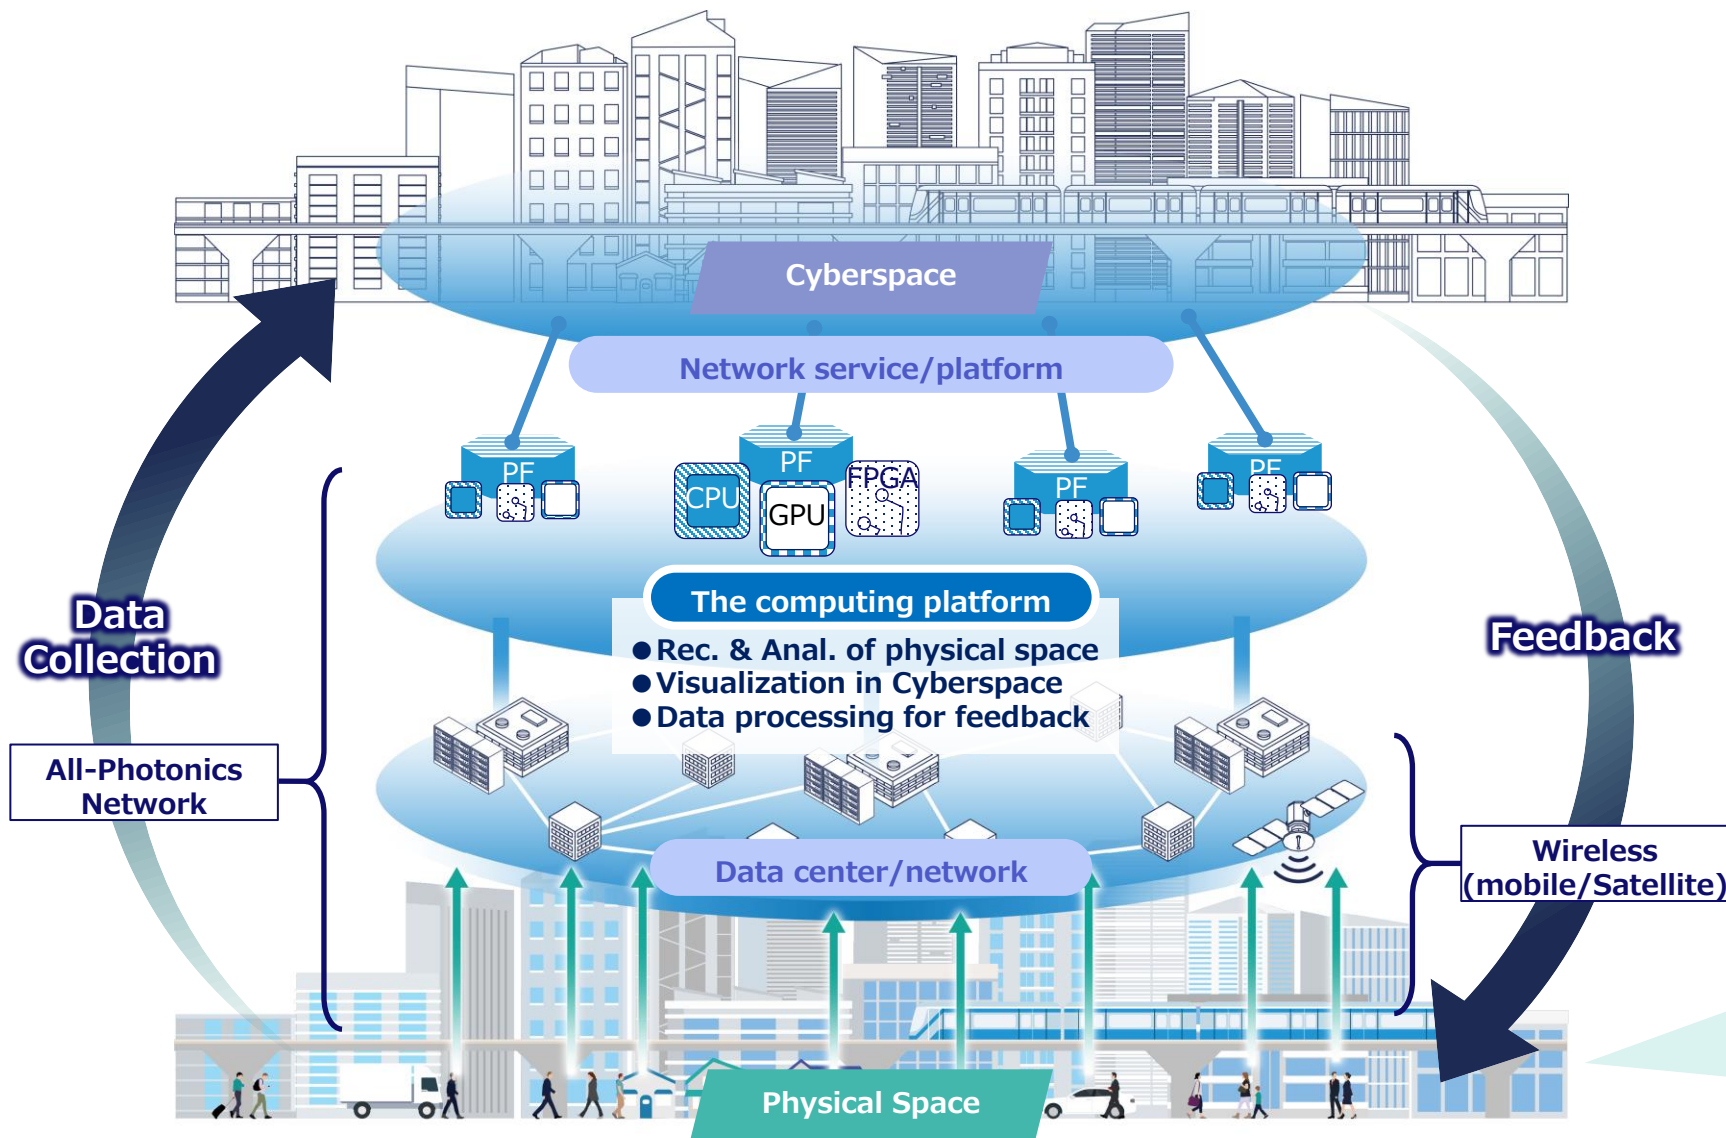 Cyberspace
Network service/platform
PF
PF
PF
PF
CPU
GPU
FPGA
The computing platform
● Rec. & Anal. of physical space
● Visualization in Cyberspace
● Data processing for feedback
Data
Collection
Feedback
All-Photonics
Network
Wireless
(mobile/Satellite)
Data center/network
Physical Space